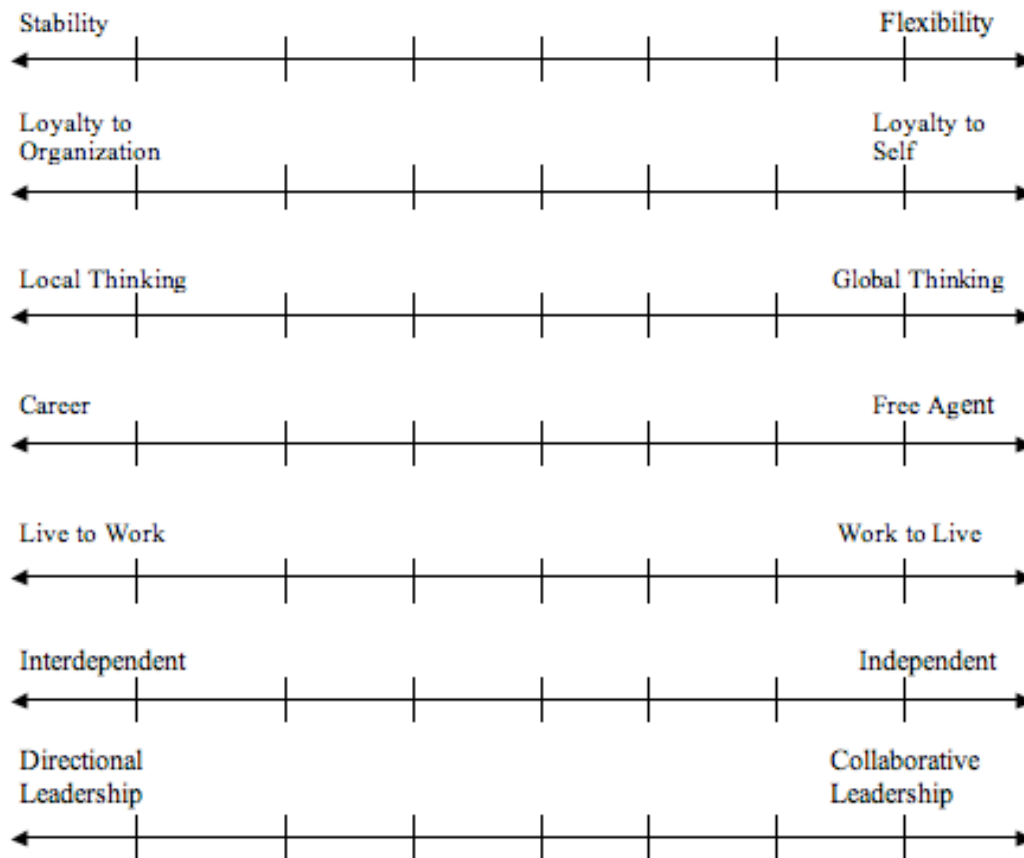 Stability Flexibility
Loyalty to Loyalty to
Organization Self
Local Thinking Global Thinking
Career Free Agent
Live to Work Work to Live
Interdependent Independent
Directional Collaborative
Leadership Leadership